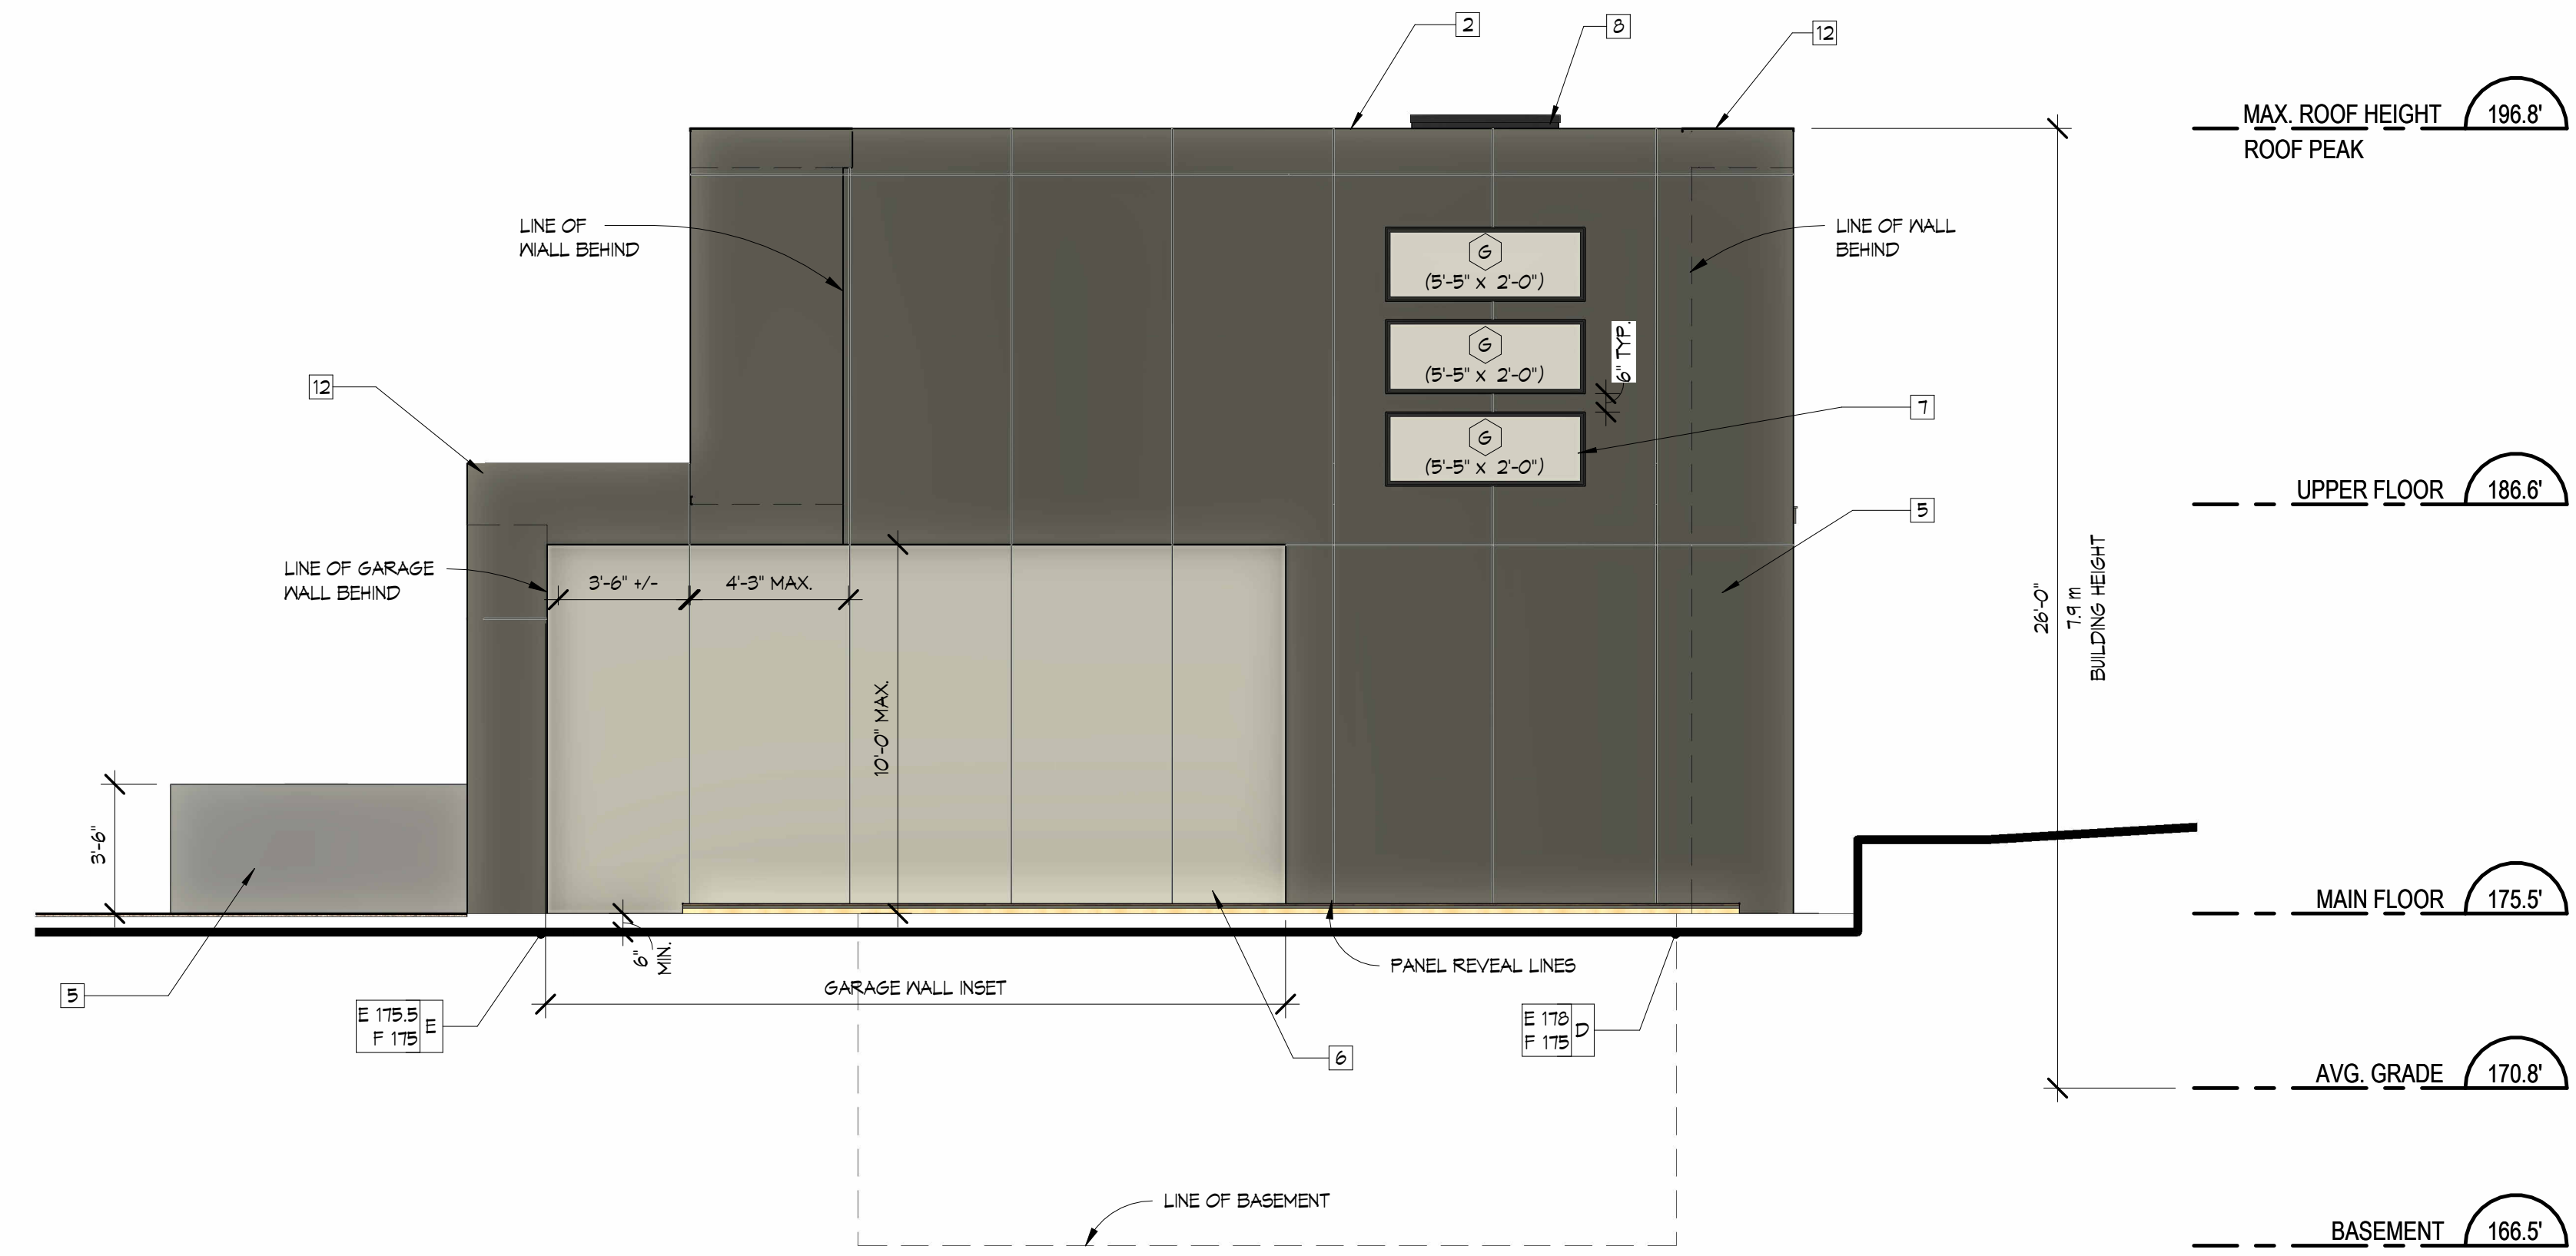 2
8
12
MAX. ROOF HEIGHT 196.8'
ROOF PEAK
LINE OF
WIALL BEHIND
LINE OF WALL
BEHIND
G
(5'-5" x 2'-0")
G
(5'-5" x 2'-0")
6" TYP.
G
(5'-5" x 2'-0")
12
7
UPPER FLOOR 186.6'
5
LINE OF GARAGE
WALL BEHIND
3'-6" +/-
4'-3" MAX.
10'-0" MAX.
26'-0"
7.9 m
BUILDING HEIGHT
3'-6"
MAIN FLOOR 175.5'
6"
MIN.
PANEL REVEAL LINES
5
GARAGE WALL INSET
E 175.5
F 175
E
E 178
F 175
D
6
AVG. GRADE 170.8'
LINE OF BASEMENT
BASEMENT 166.5'